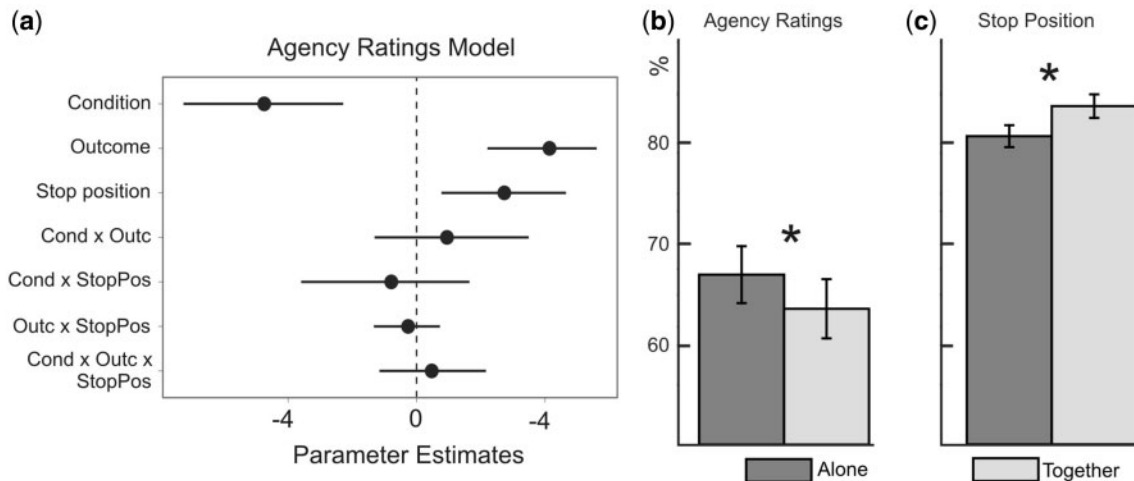 (a)
Agency Ratings Model
Condition
Outcome
Stop position
Cond x Outc
Cond x StopPos
Outc x StopPos
Cond x Outc x
StopPos
-4
0
-4
Parameter Estimates
(b) Agency Ratings
%
80
70
60
*
(c) Stop Position
*
Alone
Together